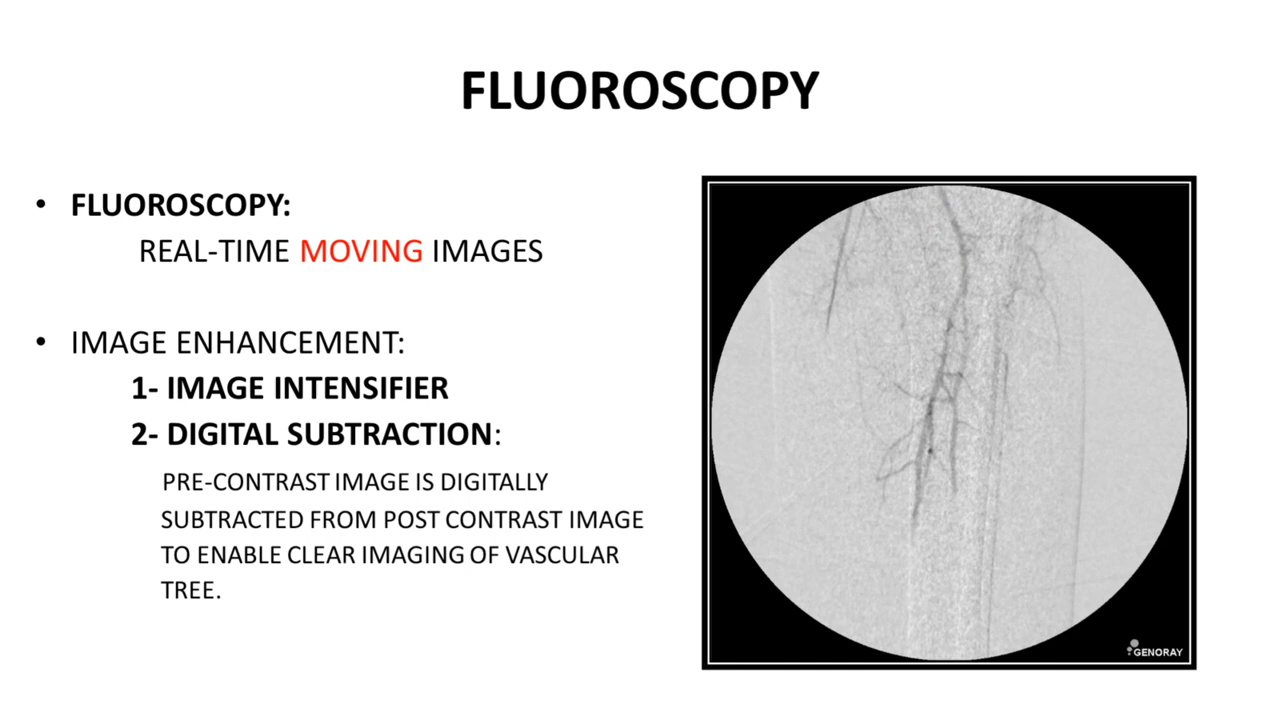 FLUOROSCOPY
• FLUOROSCOPY:
REAL-TIME MOVING IMAGES
• IMAGE ENHANCEMENT:
1- IMAGE INTENSIFIER
2- DIGITAL SUBTRACTION:
PRE-CONTRAST IMAGE IS DIGITALLY
SUBTRACTED FROM POST CONTRAST IMAGE
TO ENABLE CLEAR IMAGING OF VASCULAR
TREE.
GENORAY